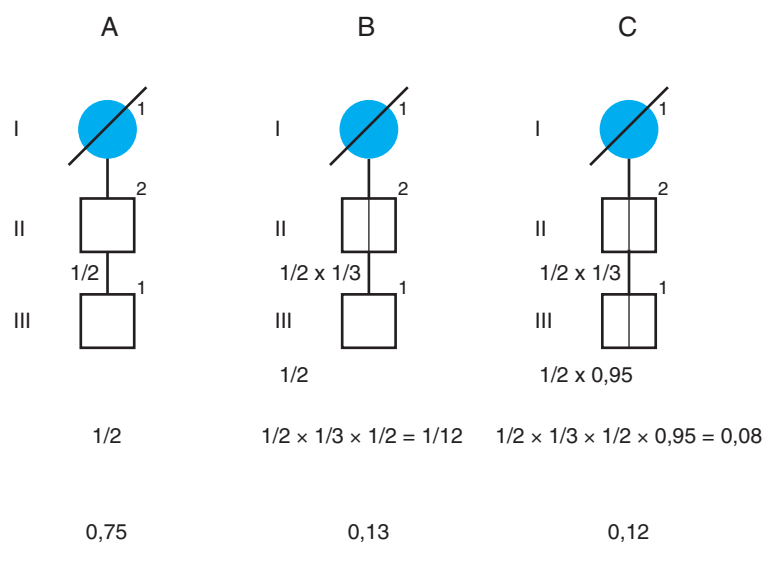 A B C
I 1 I 1 I 1
2 2 2
II II II
1/2 1/2 x 1/3 1/2 x 1/3
1 1 1
III III III
1/2 1/2 x 0,95
1/2 1/2 × 1/3 × 1/2 = 1/12 1/2 × 1/3 × 1/2 × 0,95 = 0,08
0,75 0,13 0,12